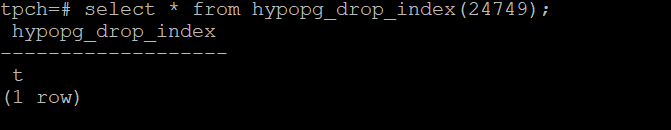 tpch=# select * from hypopg_drop_index(24749);
 hypopg_drop_index
-------------------
 t
(1 row)